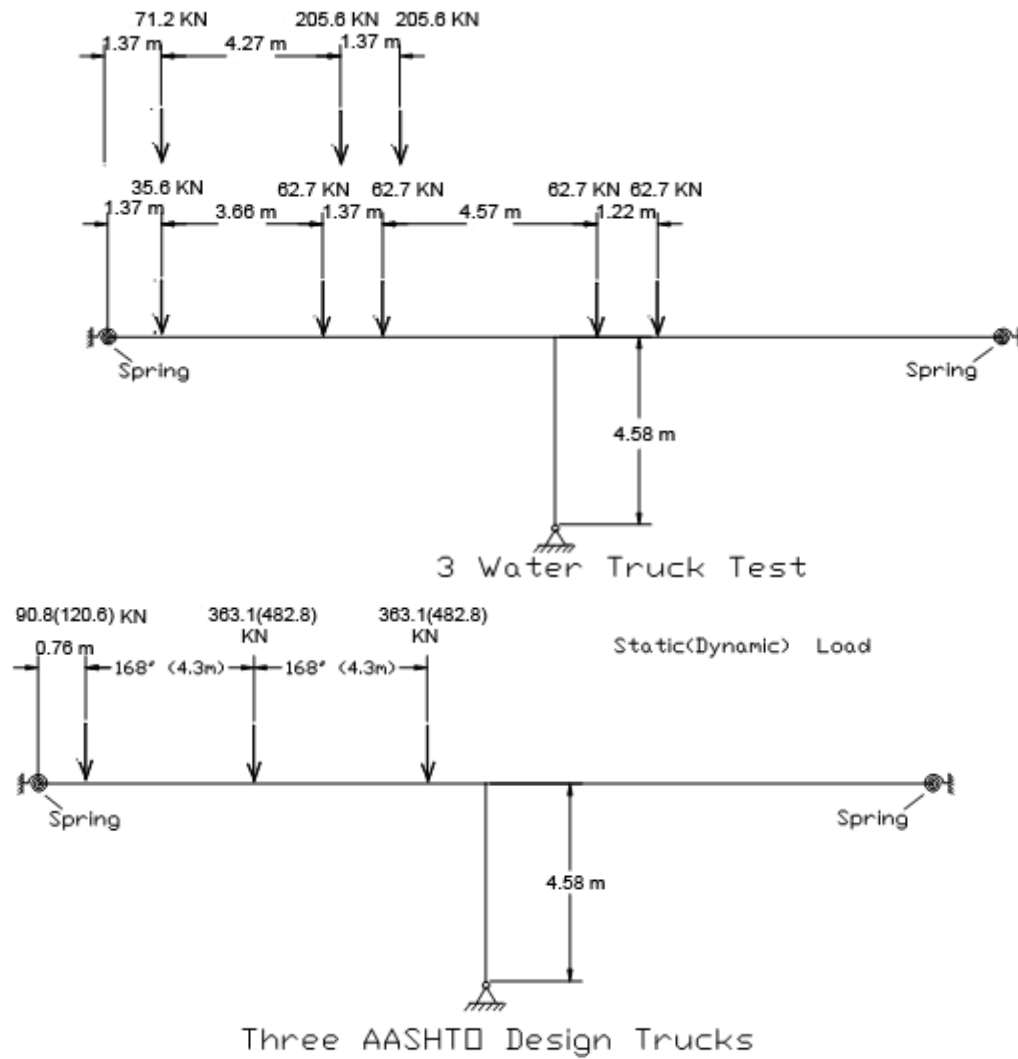 71.2 KN 205.6 KN 205.6 KN
1.37 m 4.27 m 1.37 m
35.6 KN 62.7 KN 62.7 KN 62.7 KN 62.7 KN
1.37 m 3.66 m 1.37 m 4.57 m 1.22 m
Spring Spring
4.58 m
3 Water Truck Test
90.8(120.6) KN 363.1(482.8) KN 363.1(482.8) KN
0.76 m 168" (4.3m) 168" (4.3m) Static(Dynamic) Load
Spring Spring
4.58 m
Three AASHTO Design Trucks